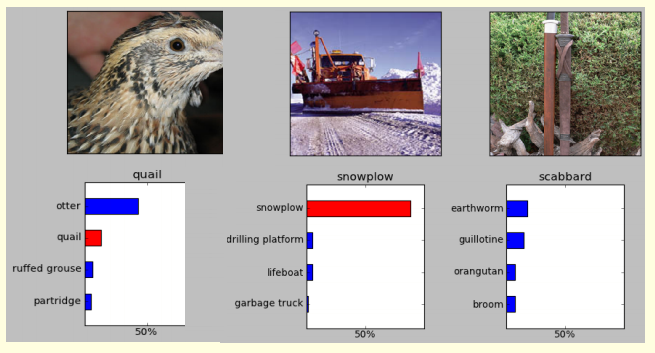 quail
otter
quail
ruffed grouse
partridge
50%
snowplow
snowplow
drilling platform
lifeboat
garbage truck
50%
scabbard
earthworm
guillotine
orangutan
broom
50%